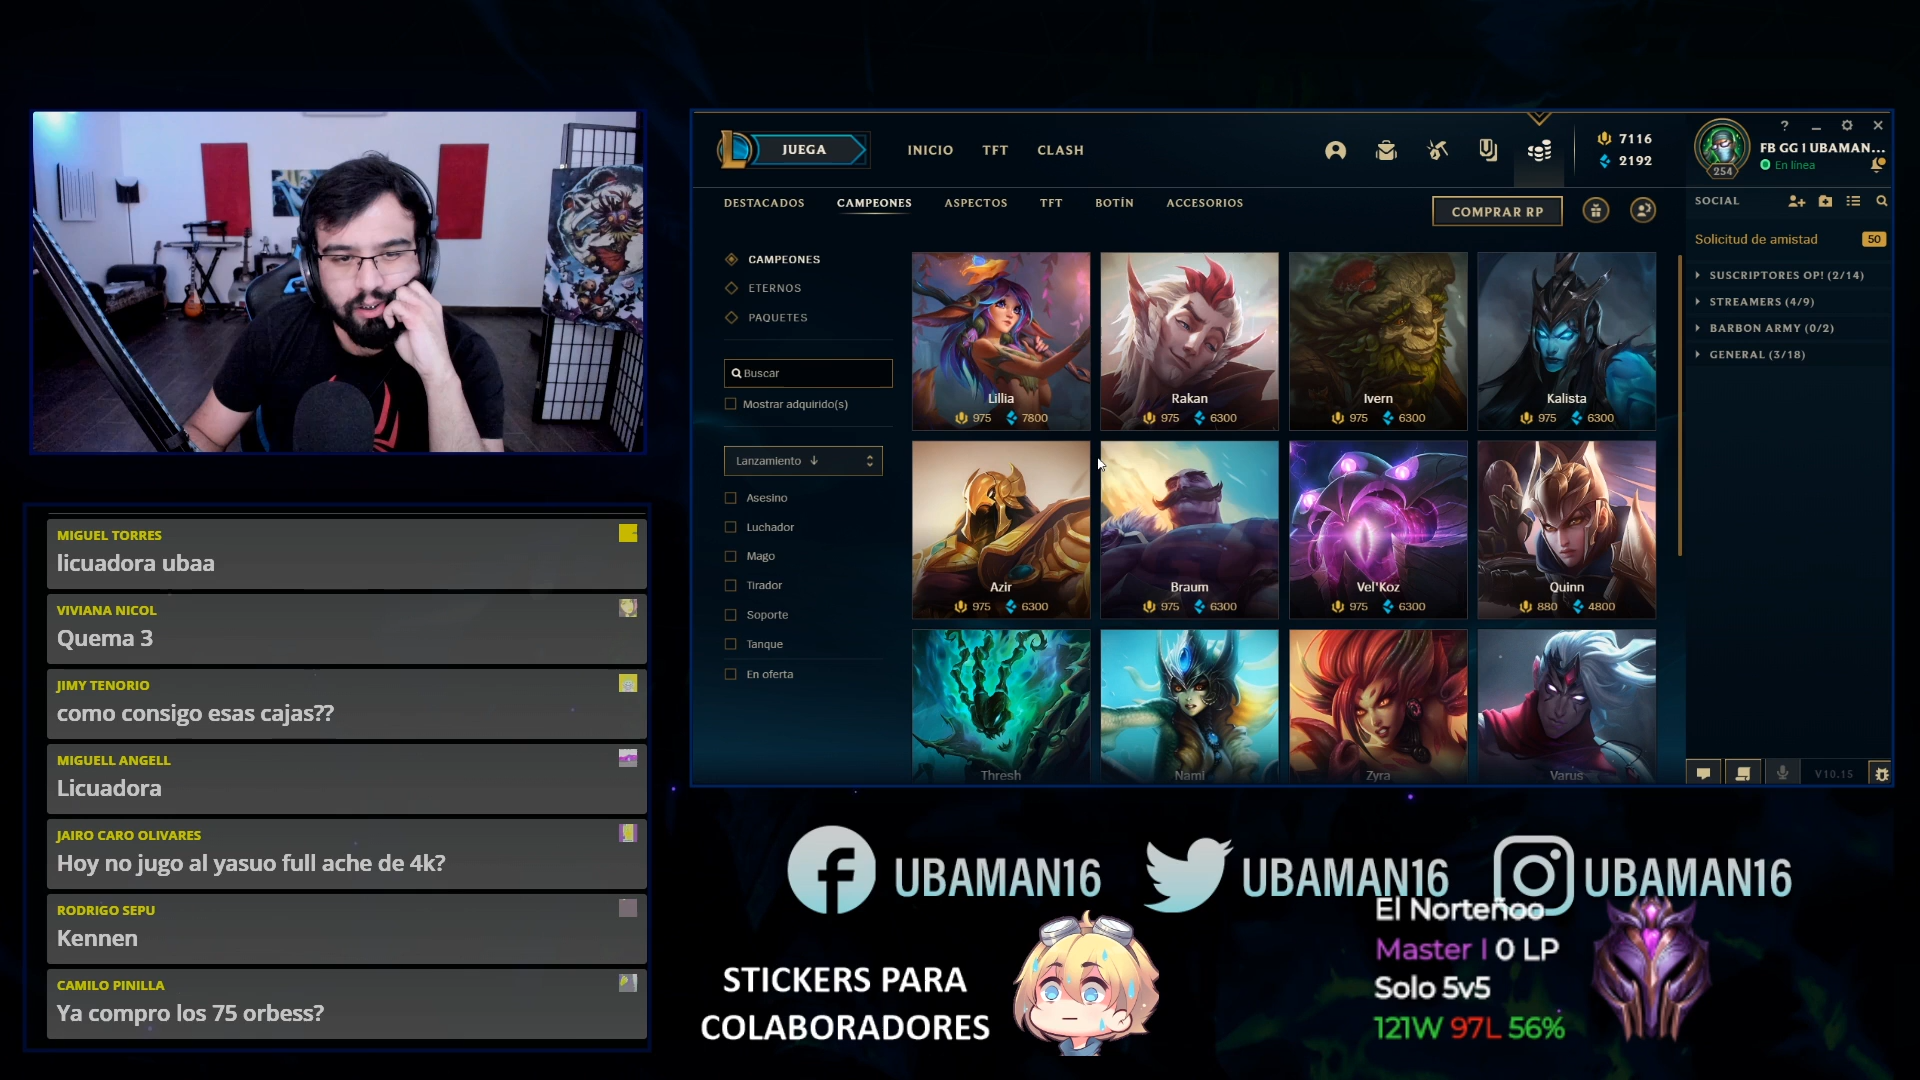 JUEGA
INICIO
TFT
CLASH
7116
2192
254
FB GG I UBAMAN...
En línea
DESTACADOS
CAMPEONES
ASPECTOS
TFT
BOTÍN
ACCESORIOS
COMPRAR RP
SOCIAL
Solicitud de amistad
50
SUSCRIPTORES OP! (2/14)
STREAMERS (4/9)
BARBON ARMY (0/2)
GENERAL (3/18)
CAMPEONES
ETERNOS
PAQUETES
Buscar
Mostrar adquirido(s)
Lanzamiento ↓
Asesino
Luchador
Mago
Tirador
Soporte
Tanque
En oferta
Lillia
975 7800
Rakan
975 6300
Ivern
975 6300
Kalista
975 6300
Azir
975 6300
Braum
975 6300
Vel'Koz
975 6300
Quinn
880 4800
Thresh
Nami
Zyra
Varus
V10.15
MIGUEL TORRES
licuadora ubaa
VIVIANA NICOL
Quema 3
JIMY TENORIO
como consigo esas cajas??
MIGUELL ANGELL
Licuadora
JAIRO CARO OLIVARES
Hoy no jugo al yasuo full ache de 4k?
RODRIGO SEPU
Kennen
CAMILO PINILLA
Ya compro los 75 orbess?
UBAMAN16
UBAMAN16
UBAMAN16
STICKERS PARA
COLABORADORES
El Norteñoo
Master I 0 LP
Solo 5v5
121W 97L 56%